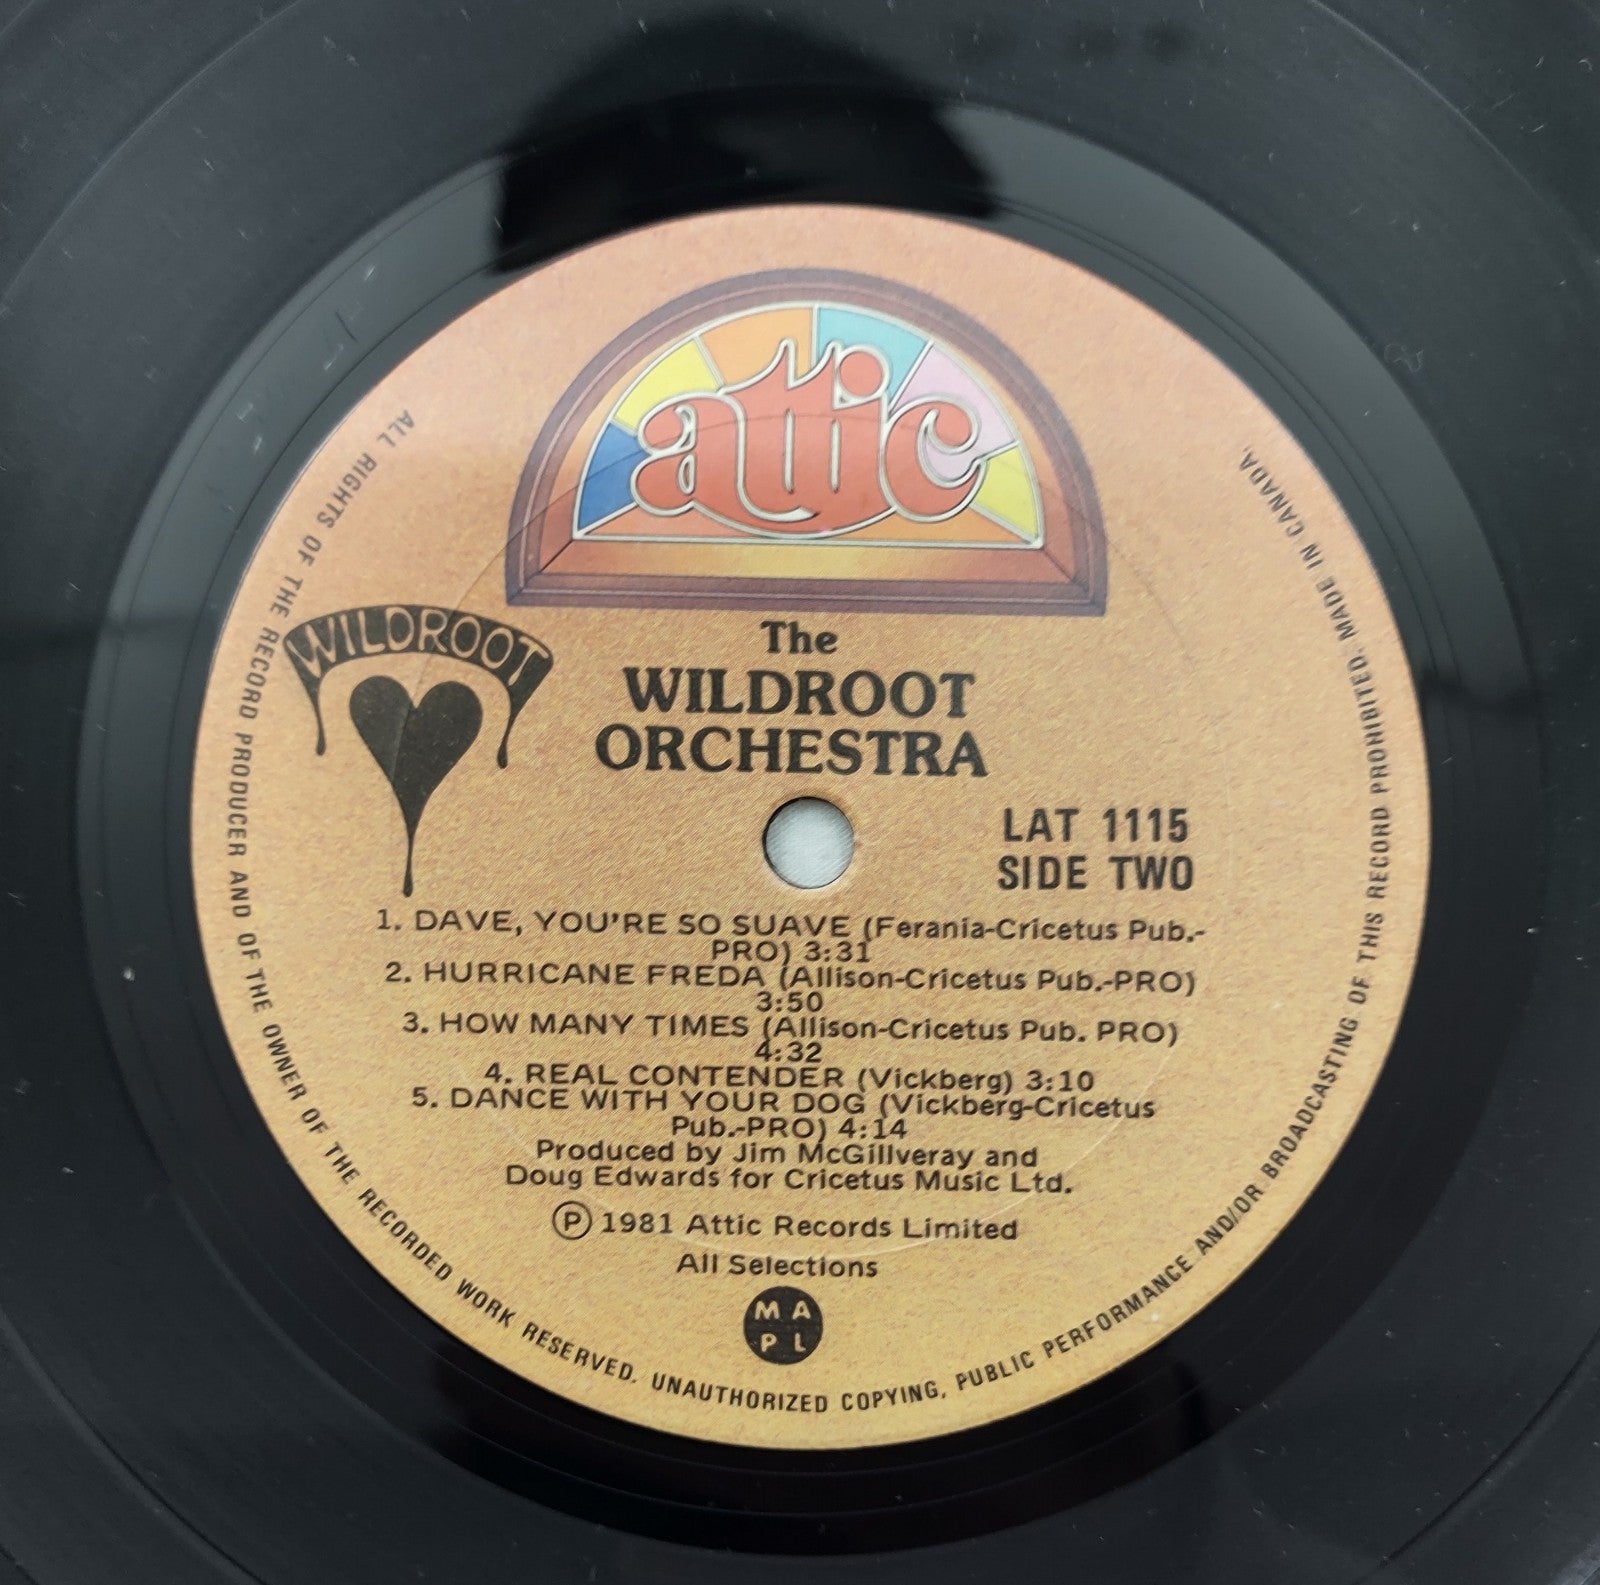 attic
WILDROOT
The
WILDROOT
ORCHESTRA
LAT 1115
SIDE TWO
1. DAVE, YOU'RE SO SUAVE (Ferania-Cricetus Pub.-
PRO) 3:31
2. HURRICANE FREDA (Allison-Cricetus Pub.-PRO)
3:50
3. HOW MANY TIMES (Allison-Cricetus Pub. PRO)
4:32
4. REAL CONTENDER (Vickberg) 3:10
5. DANCE WITH YOUR DOG (Vickberg-Cricetus
Pub.-PRO) 4:14
Produced by Jim McGillveray and
Doug Edwards for Cricetus Music Ltd.
Ⓟ 1981 Attic Records Limited
All Selections
M A
P L
ALL RIGHTS OF THE RECORD PRODUCER AND OF THE OWNER OF THE RECORDED WORK RESERVED. UNAUTHORIZED COPYING, PUBLIC PERFORMANCE AND/OR BROADCASTING OF THIS RECORD PROHIBITED. MADE IN CANADA.